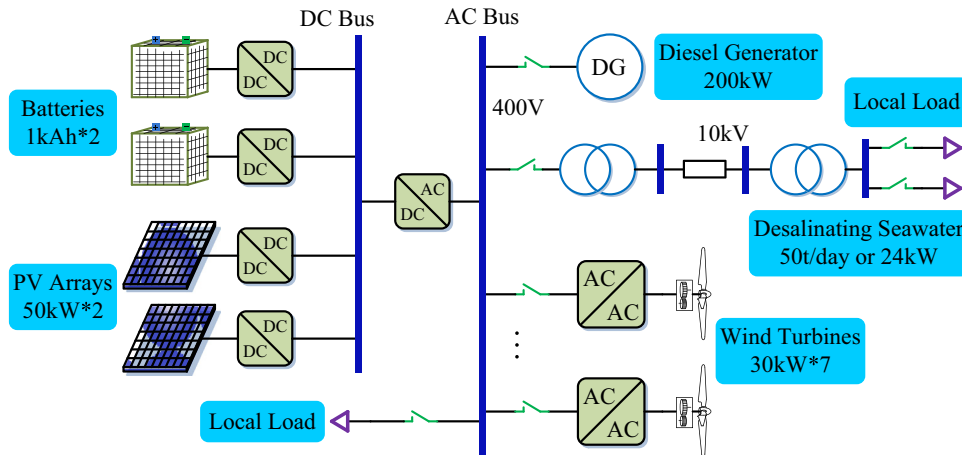 DC Bus
AC Bus
Batteries
1kAh*2
DC
DC
DC
DC
PV Arrays
50kW*2
DC
DC
DC
DC
AC
DC
400V
DG
Diesel Generator
200kW
10kV
Local Load
Desalinating Seawater
50t/day or 24kW
AC
AC
Wind Turbines
30kW*7
AC
AC
Local Load